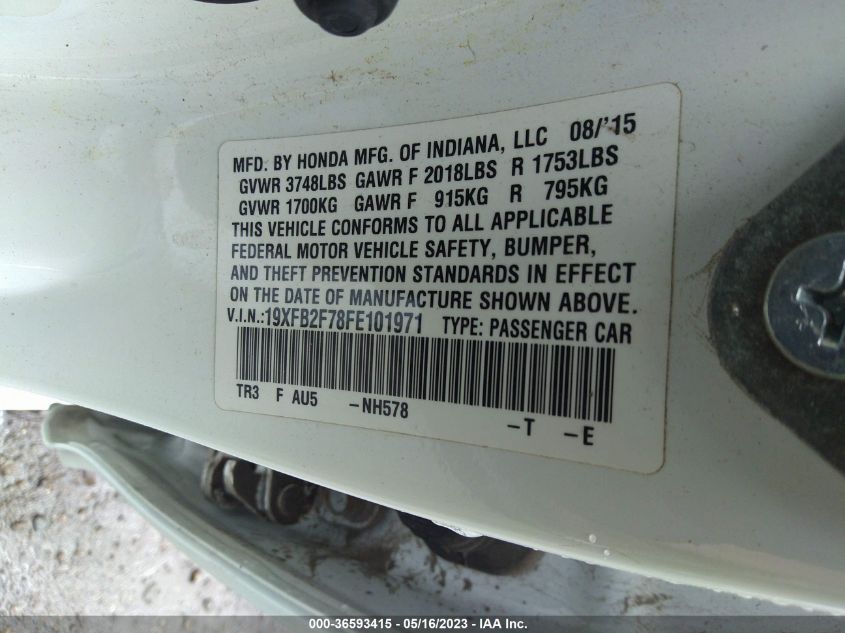 MFD. BY HONDA MFG. OF INDIANA, LLC 08/'15
GVWR 3748LBS GAWR F 2018LBS R 1753LBS
GVWR 1700KG GAWR F 915KG R 795KG
THIS VEHICLE CONFORMS TO ALL APPLICABLE
FEDERAL MOTOR VEHICLE SAFETY, BUMPER,
AND THEFT PREVENTION STANDARDS IN EFFECT
ON THE DATE OF MANUFACTURE SHOWN ABOVE.
V.I.N.:19XFB2F78FE101971 TYPE: PASSENGER CAR
TR3 F AU5 -NH578
-T -E
000-36593415 - 05/16/2023 - IAA Inc.